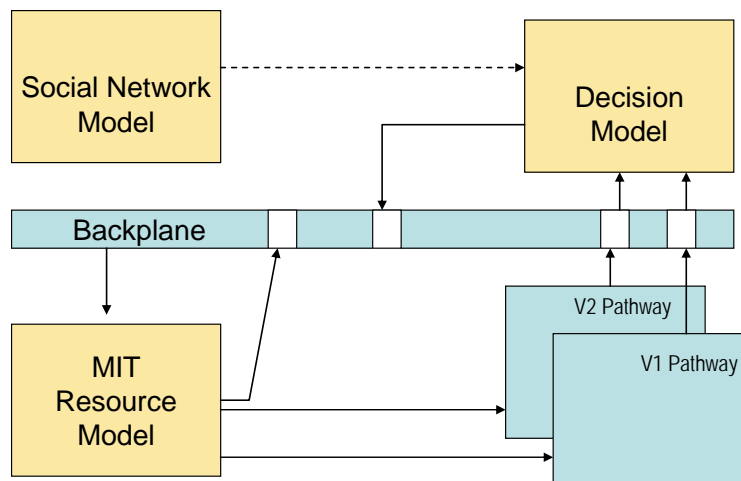 Social Network
Model
Decision
Model
Backplane
V2 Pathway
V1 Pathway
MIT
Resource
Model